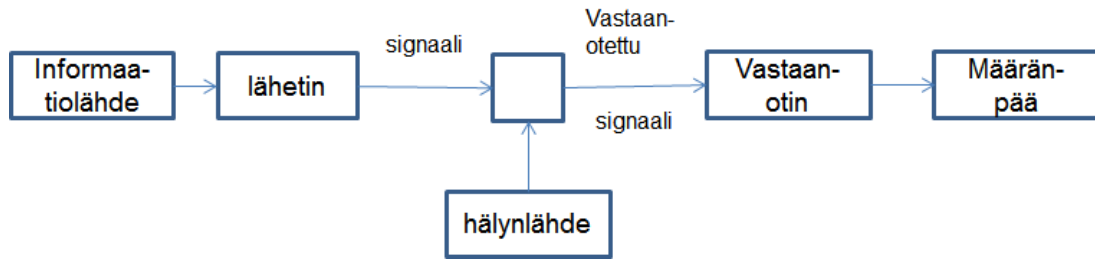 Informaa-
tiolähde
lähetin
signaali
Vastaan-
otettu
signaali
Vastaan-
otin
Määrän-
pää
hälynlähde